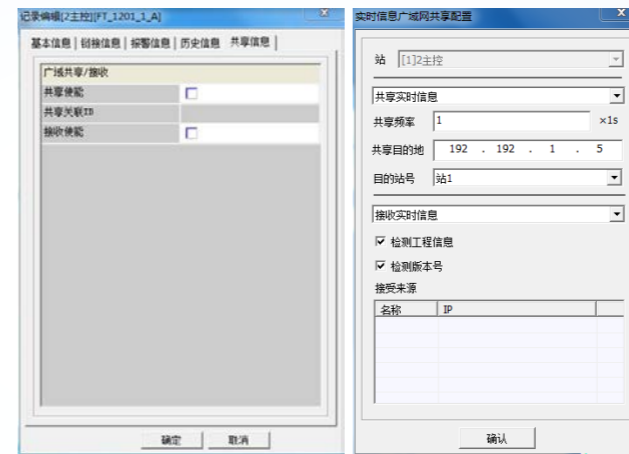 记录编辑(2主控)[FT_1201_1_A]
基本信息 链接信息 报警信息 历史信息 共享信息
广域共享/接收
共享使能
共享关联ID
接收使能
确定 取消
实时信息广域网共享配置
站 [1]2主控
共享实时信息
共享频率 1 ×1s
共享目的地 192 . 192 . 1 . 5
目的站号 站1
接收实时信息
检测工程信息
检测版本号
接受来源
名称 IP
确认